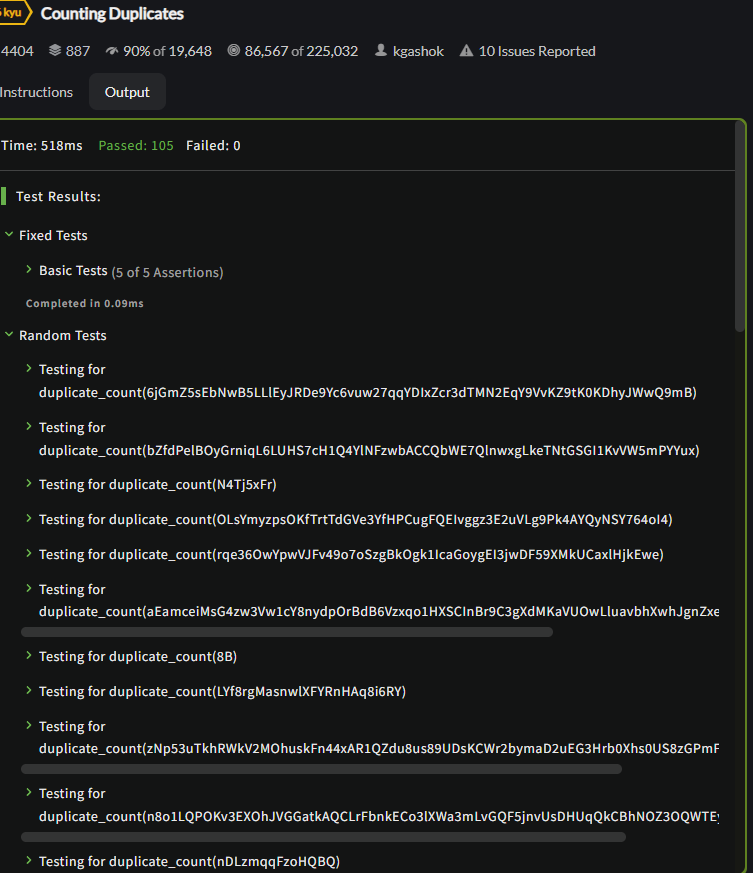 6 kyu Counting Duplicates
4404 887 90% of 19,648 86,567 of 225,032 kgashok 10 Issues Reported
Instructions Output
Time: 518ms Passed: 105 Failed: 0
Test Results:
Fixed Tests
Basic Tests (5 of 5 Assertions)
Completed in 0.09ms
Random Tests
Testing for
duplicate_count(6jGmZ5sEbNwB5LLlEyJRDe9Yc6vuw27qqYDIxZcr3dTMN2EqY9VvKZ9tK0KDhyJWwQ9mB)
Testing for
duplicate_count(bZfdPelBOyGrniqL6LUHS7cH1Q4YlNFzwbACCQbWE7QlnwxgLkeTNtGSGI1KvVW5mPYYux)
Testing for duplicate_count(N4Tj5xFr)
Testing for duplicate_count(OLsYmyzpsOKfTrtTdGVe3YfHPCugFQEIvggz3E2uVLg9Pk4AYQyNSY764oI4)
Testing for duplicate_count(rqe36OwYpwVJFv49o7oSzgBkOgk1IcaGoygEI3jwDF59XMkUCaxlHjkEwe)
Testing for
duplicate_count(aEamceiMsG4zw3Vw1cY8nydpOrBdB6Vzxqo1HXSCInBr9C3gXdMKaVUOwLluavbhXwhJgnZxe
Testing for duplicate_count(8B)
Testing for duplicate_count(LYf8rgMasnwlXFYRnHAq8i6RY)
Testing for
duplicate_count(zNp53uTkhRWkV2MOhuskFn44xAR1QZdu8us89UDsKCWr2bymaD2uEG3Hrb0Xhs0US8zGPmF
Testing for
duplicate_count(n8o1LQPOKv3EXOhJVGGatkAQCLrFbnkECo3lXWa3mLvGQF5jnvUsDHUqQkCBhNOZ3OQWTEy
Testing for duplicate_count(nDLzmqqFzoHQBQ)